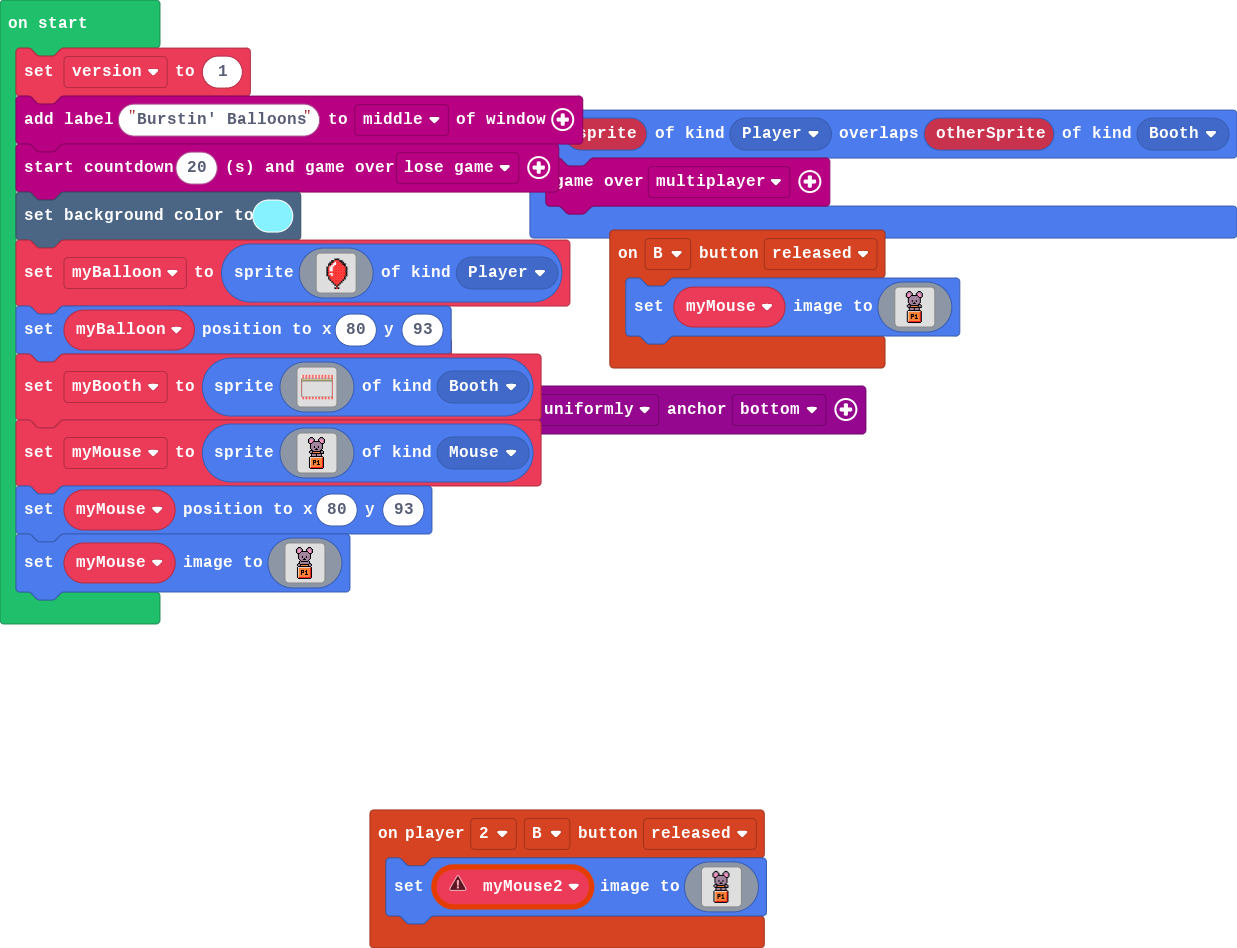 on start
set version to 1
add label "Burstin' Balloons" to middle of window
sprite of kind Player overlaps otherSprite of kind Booth
start countdown 20 (s) and game over lose game
game over multiplayer
set background color to
on B button released
set myBalloon to sprite of kind Player
set myMouse image to P1
set myBalloon position to x 80 y 93
set myBooth to sprite of kind Booth
uniformly anchor bottom
set myMouse to sprite P1 of kind Mouse
set myMouse position to x 80 y 93
set myMouse image to P1
on player 2 B button released
set myMouse2 image to P1